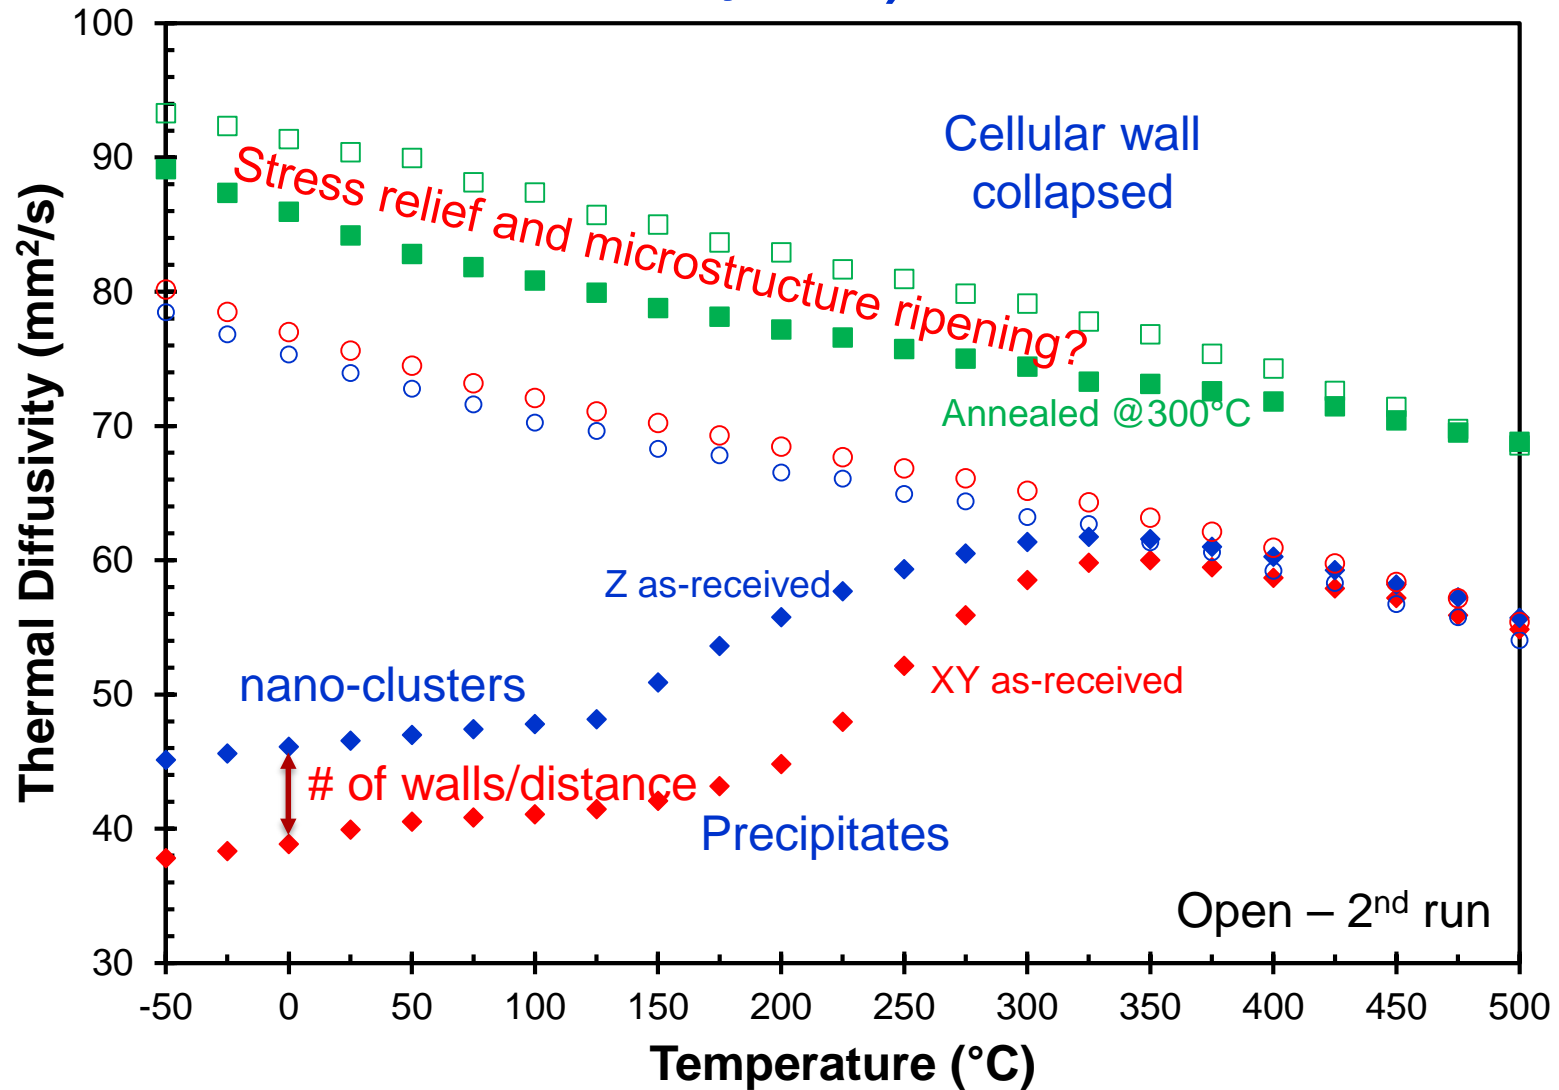 100
90
80
70
60
50
40
30
-50 0 50 100 150 200 250 300 350 400 450 500
Thermal Diffusivity (mm²/s)
Temperature (°C)
Cellular wall
collapsed
Stress relief and microstructure ripening?
Annealed @300°C
Z as-received
nano-clusters
XY as-received
# of walls/distance
Precipitates
Open – 2ⁿᵈ run